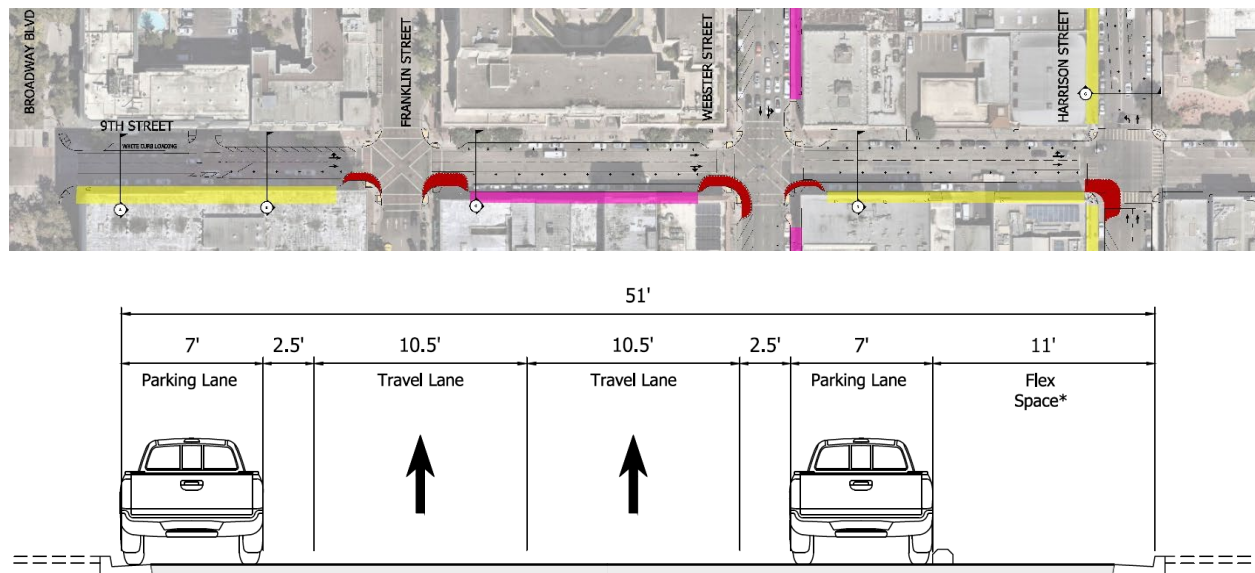 BROADWAY BLVD
9TH STREET
WHITE CURB LOADING
FRANKLIN STREET
WEBSTER STREET
HARRISON STREET
51'
7'
2.5'
10.5'
10.5'
2.5'
7'
11'
Parking Lane
Travel Lane
Travel Lane
Parking Lane
Flex
Space*